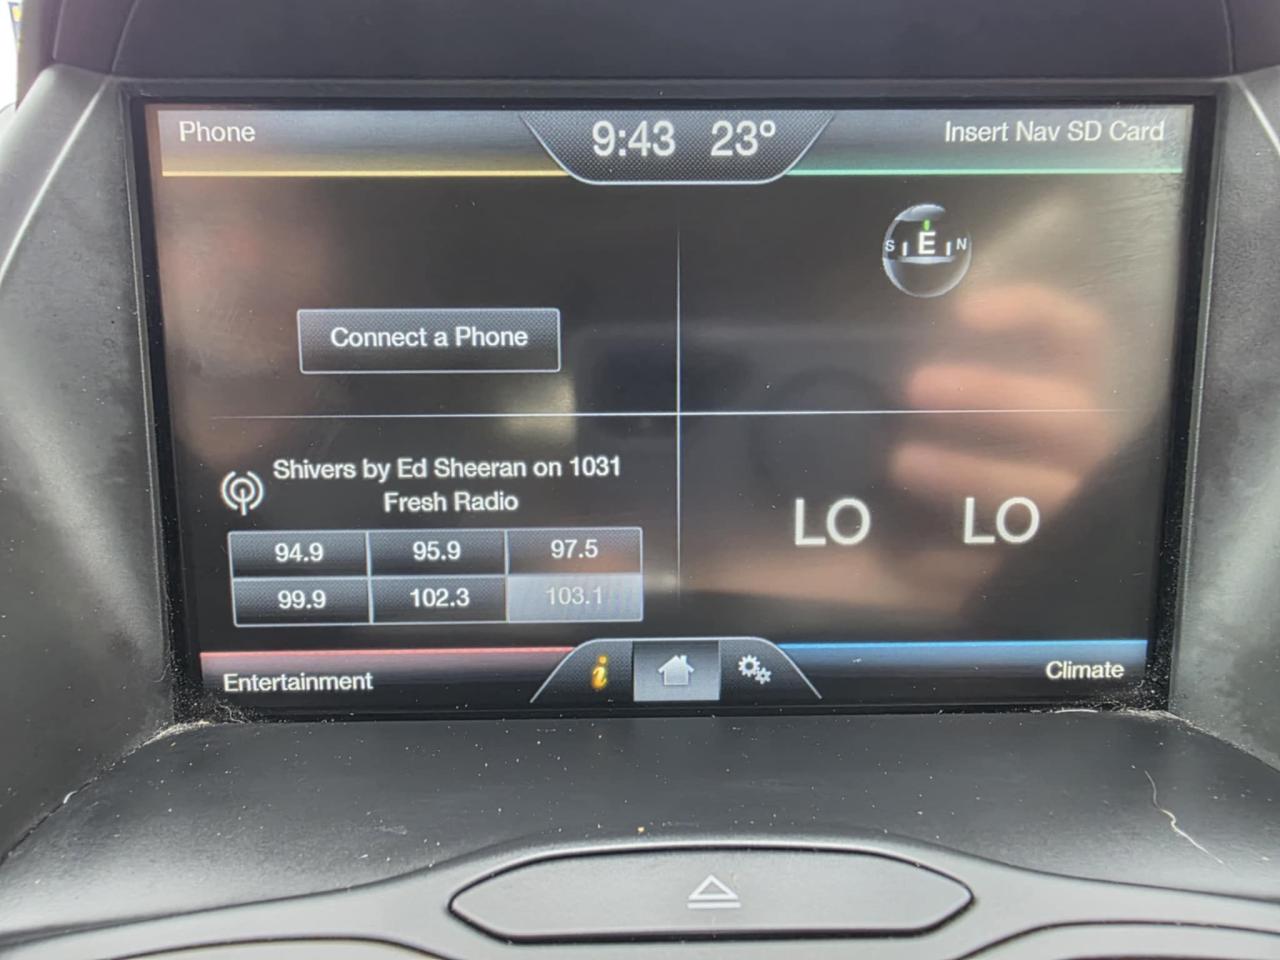 Phone
9:43 23°
Insert Nav SD Card
S E N
Connect a Phone
Shivers by Ed Sheeran on 1031
Fresh Radio
94.9 95.9 97.5
99.9 102.3 103.1
LO LO
Entertainment
i
Climate